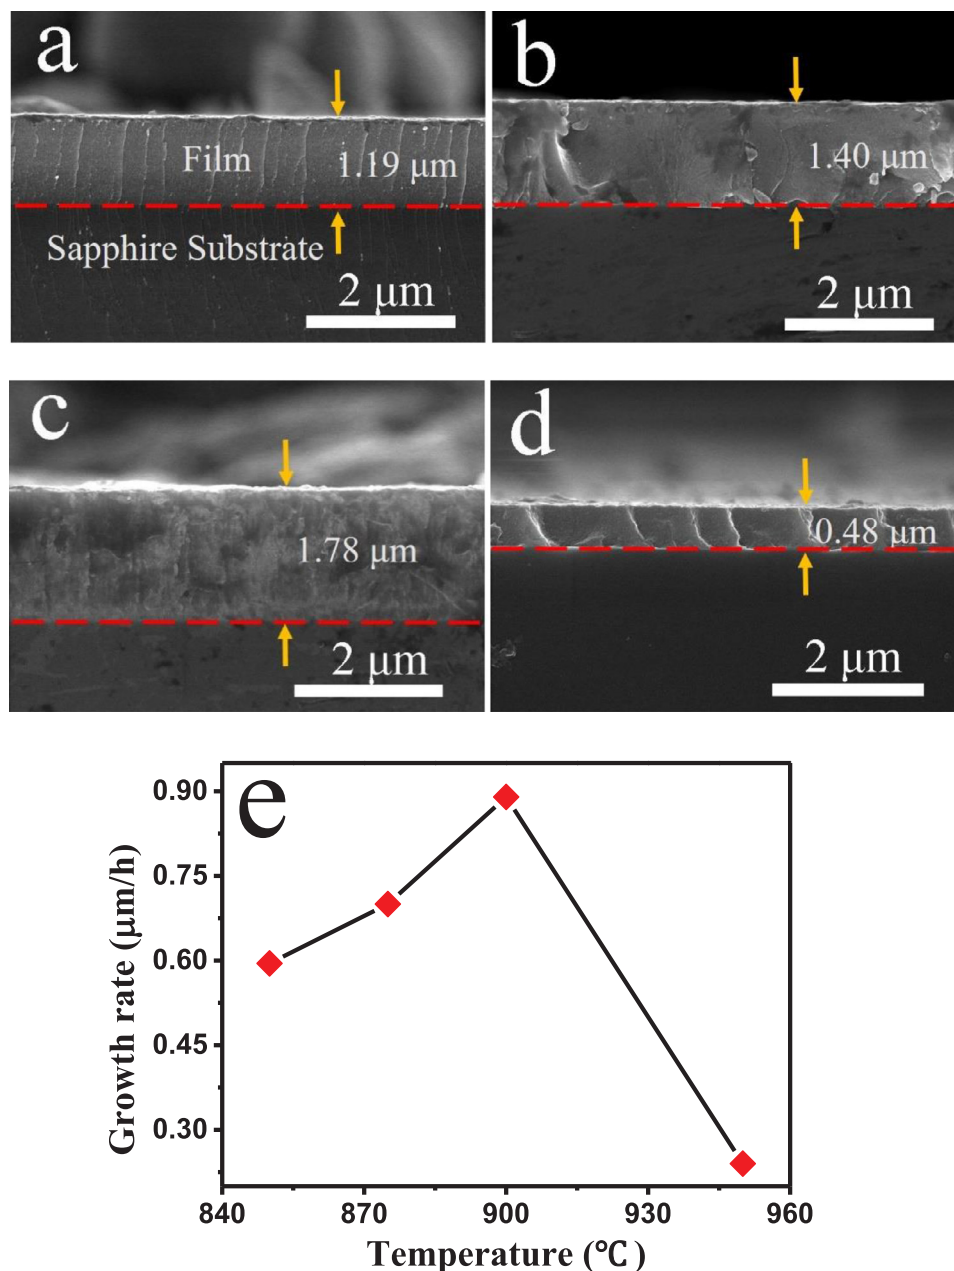 a
Film
1.19 μm
Sapphire Substrate
2 μm
b
1.40 μm
2 μm
c
1.78 μm
2 μm
d
0.48 μm
2 μm
e
0.90
0.75
0.60
0.45
0.30
Growth rate (μm/h)
840
870
900
930
960
Temperature (℃)